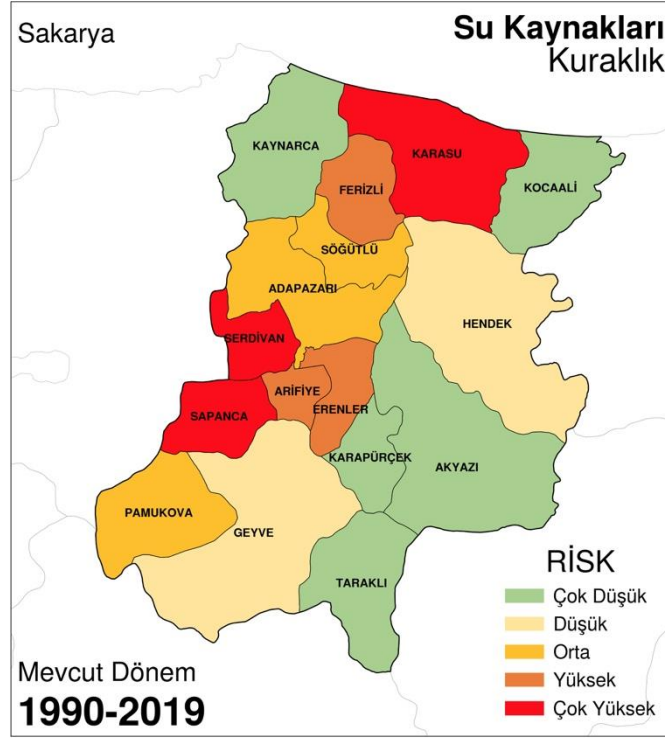 Sakarya
Su Kaynakları
Kuraklık
KAYNARCA
KARASU
KOCAALİ
FERİZLİ
SÖĞÜTLÜ
ADAPAZARI
HENDEK
SERDİVAN
ARİFİYE
ERENLER
SAPANCA
KARAPÜRÇEK
AKYAZI
PAMUKOVA
GEYVE
TARAKLI
RİSK
Çok Düşük
Düşük
Orta
Yüksek
Çok Yüksek
Mevcut Dönem
1990-2019